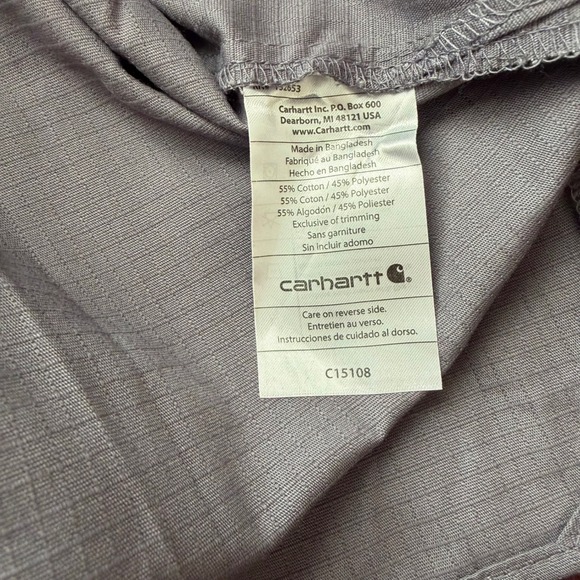 Carhartt Inc. P.O. Box 600
Dearborn, MI 48121 USA
www.Carhartt.com
Made in Bangladesh
Fabriqué au Bangladesh
Hecho en Bangladesh
55% Cotton / 45% Polyester
55% Coton / 45% Polyester
55% Algodón / 45% Poliester
Exclusive of trimming
Sans garniture
Sin incluir adorno
carhartt
Care on reverse side.
Entretien au verso.
Instrucciones de cuidado al dorso.
C15108